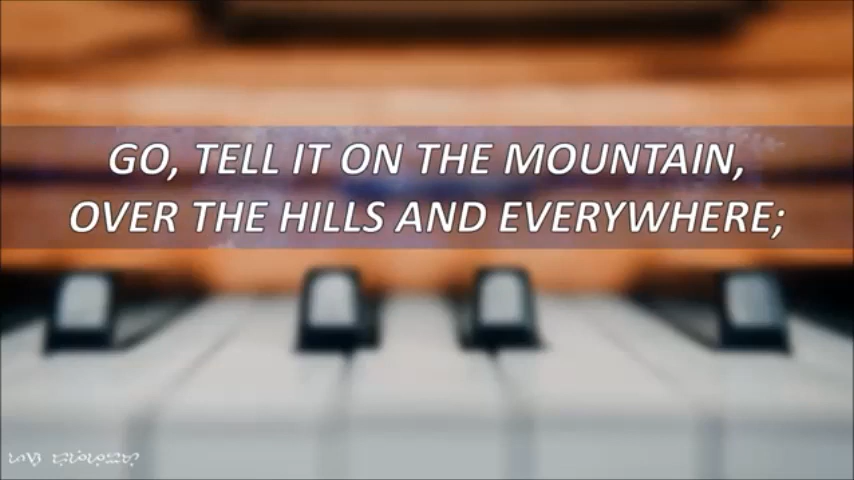 GO, TELL IT ON THE MOUNTAIN,
OVER THE HILLS AND EVERYWHERE;